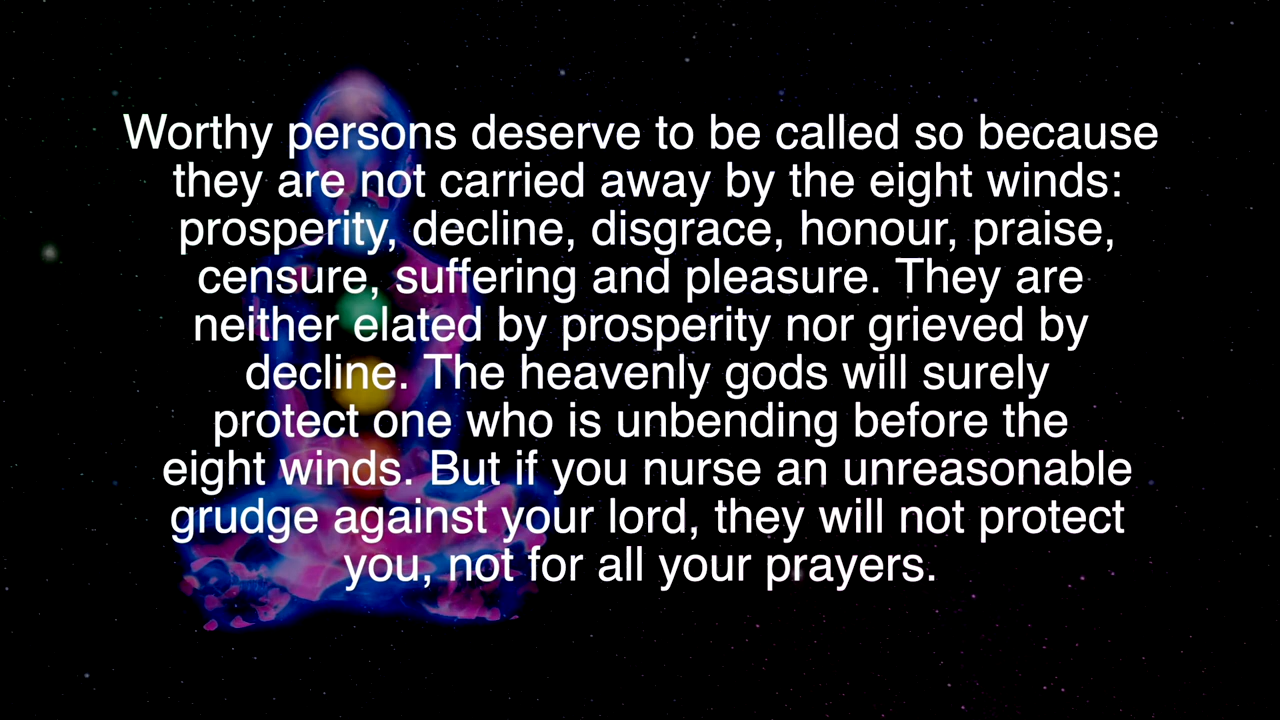 Worthy persons deserve to be called so because
they are not carried away by the eight winds:
prosperity, decline, disgrace, honour, praise,
censure, suffering and pleasure. They are
neither elated by prosperity nor grieved by
decline. The heavenly gods will surely
protect one who is unbending before the
eight winds. But if you nurse an unreasonable
grudge against your lord, they will not protect
you, not for all your prayers.